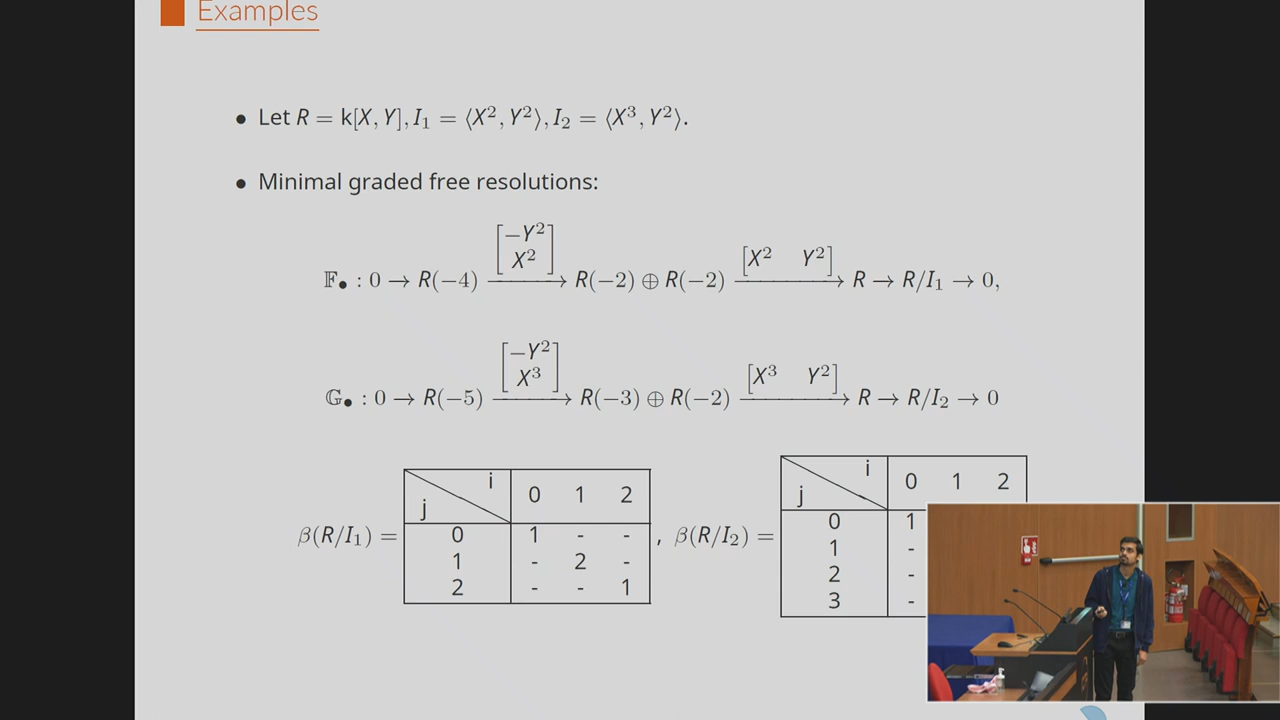 Examples
• Let R = k[X, Y], I₁ = ⟨X², Y²⟩, I₂ = ⟨X³, Y²⟩.
• Minimal graded free resolutions:
[−Y² X²] [X² Y²]
𝔽• : 0 → R(−4) → R(−2) ⊕ R(−2) → R → R/I₁ → 0,
[−Y² X³] [X³ Y²]
𝔾• : 0 → R(−5) → R(−3) ⊕ R(−2) → R → R/I₂ → 0
β(R/I₁) =
j i 0 1 2
0 1 - -
1 - 2 -
2 - - 1
, β(R/I₂) =
j i 0 1 2
0 1
1 -
2 -
3 -